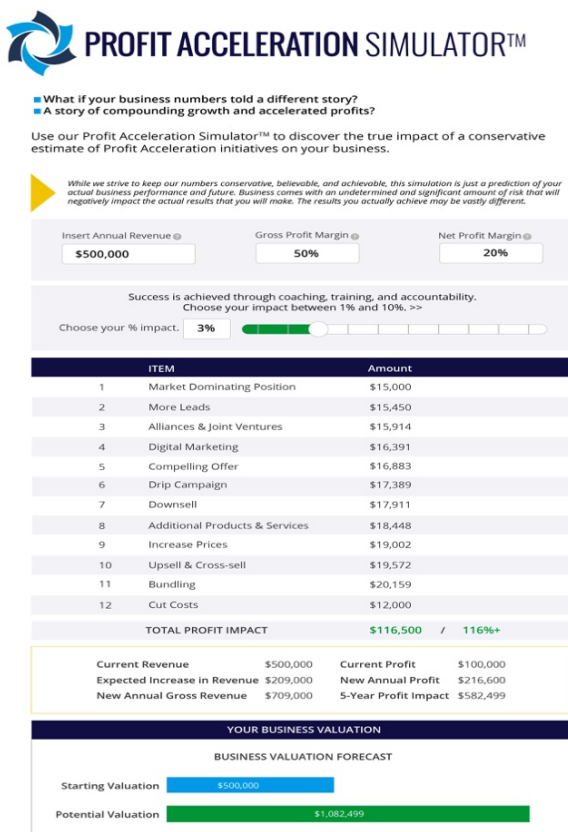 PROFIT ACCELERATION SIMULATOR™
What if your business numbers told a different story?
A story of compounding growth and accelerated profits?
Use our Profit Acceleration Simulator™ to discover the true impact of a conservative
estimate of Profit Acceleration initiatives on your business.
While we strive to keep our numbers conservative, believable, and achievable, this simulation is just a prediction of your
actual business performance and future. Business comes with an undetermined and significant amount of risk that will
negatively impact the actual results that you will make. The results you actually achieve may be vastly different.
Insert Annual Revenue Gross Profit Margin Net Profit Margin
$500,000 50% 20%
Success is achieved through coaching, training, and accountability.
Choose your impact between 1% and 10%. >>
Choose your % impact. 3%
ITEM Amount
1 Market Dominating Position $15,000
2 More Leads $15,450
3 Alliances & Joint Ventures $15,914
4 Digital Marketing $16,391
5 Compelling Offer $16,883
6 Drip Campaign $17,389
7 Downsell $17,911
8 Additional Products & Services $18,448
9 Increase Prices $19,002
10 Upsell & Cross-sell $19,572
11 Bundling $20,159
12 Cut Costs $12,000
TOTAL PROFIT IMPACT $116,500 / 116%+
Current Revenue $500,000 Current Profit $100,000
Expected Increase in Revenue $209,000 New Annual Profit $216,600
New Annual Gross Revenue $709,000 5-Year Profit Impact $582,499
YOUR BUSINESS VALUATION
BUSINESS VALUATION FORECAST
Starting Valuation $500,000
Potential Valuation $1,082,499